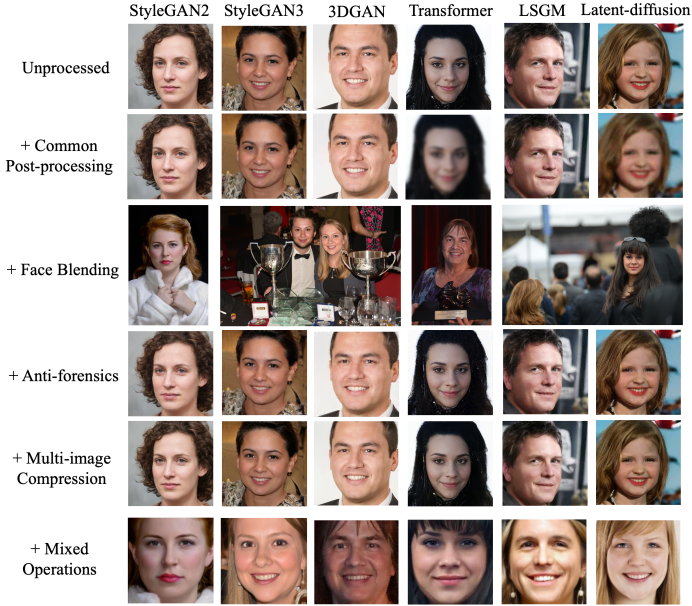 StyleGAN2 StyleGAN3 3DGAN Transformer LSGM Latent-diffusion
Unprocessed
+ Common
Post-processing
+ Face Blending
+ Anti-forensics
+ Multi-image
Compression
+ Mixed
Operations